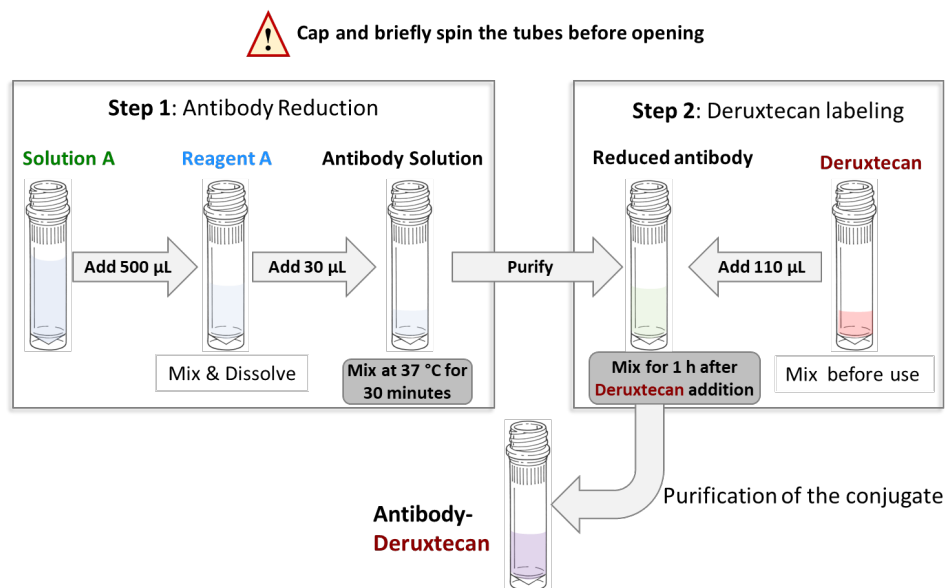 ! Cap and briefly spin the tubes before opening
Step 1: Antibody Reduction
Solution A
Reagent A
Antibody Solution
Add 500 µL
Add 30 µL
Mix & Dissolve
Mix at 37 °C for
30 minutes
Purify
Step 2: Deruxtecan labeling
Reduced antibody
Deruxtecan
Add 110 µL
Mix for 1 h after
Deruxtecan addition
Mix before use
Purification of the conjugate
Antibody-
Deruxtecan